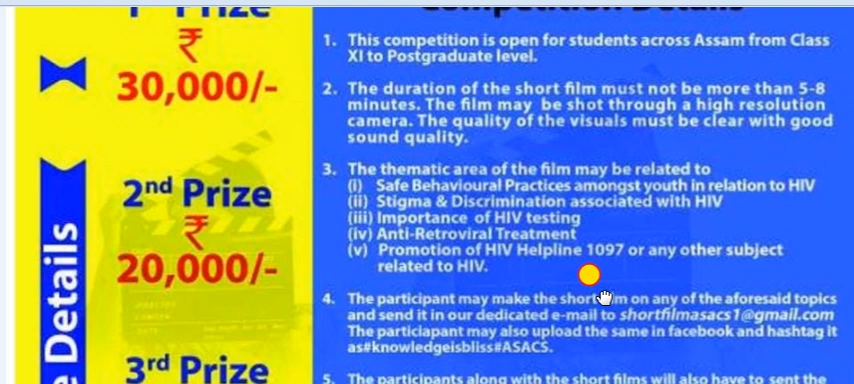 1st Prize
₹
30,000/-
2nd Prize
₹
20,000/-
3rd Prize
e Details
Competition Details
1. This competition is open for students across Assam from Class
XI to Postgraduate level.
2. The duration of the short film must not be more than 5-8
minutes. The film may be shot through a high resolution
camera. The quality of the visuals must be clear with good
sound quality.
3. The thematic area of the film may be related to
(i) Safe Behavioural Practices amongst youth in relation to HIV
(ii) Stigma & Discrimination associated with HIV
(iii) Importance of HIV testing
(iv) Anti-Retroviral Treatment
(v) Promotion of HIV Helpline 1097 or any other subject
related to HIV.
4. The participant may make the short film on any of the aforesaid topics
and send it in our dedicated e-mail to shortfilmasacs1@gmail.com
The particiapant may also upload the same in facebook and hashtag it
as#knowledgeisbliss#ASACS.
5. The participants along with the short films will also have to sent the